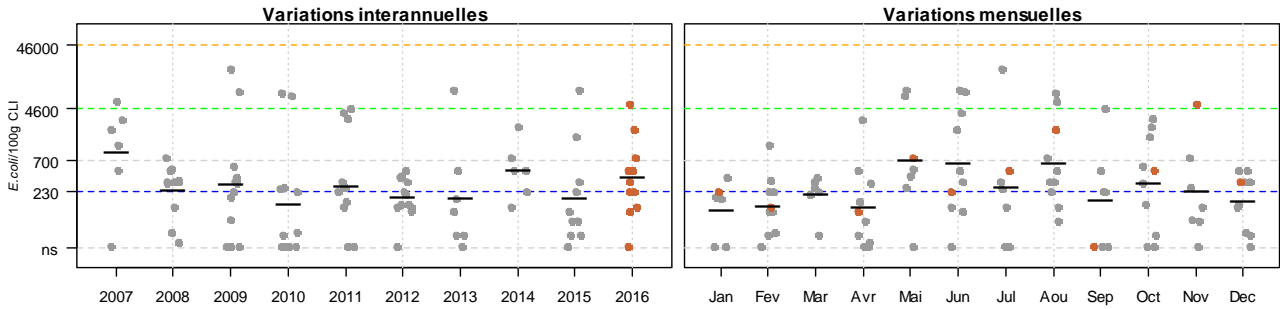 Variations interannuelles
E.coli/100g CLI
46000
4600
700
230
ns
2007 2008 2009 2010 2011 2012 2013 2014 2015 2016
Variations mensuelles
Jan Fev Mar Avr Mai Jun Jul Aou Sep Oct Nov Dec